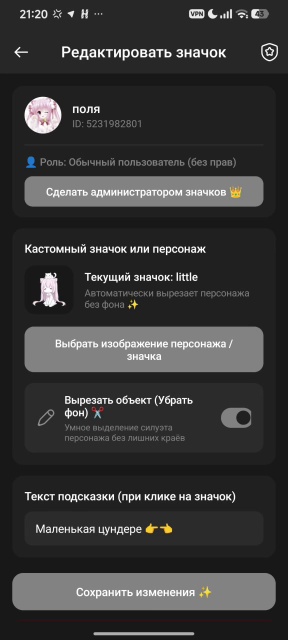 21:20 VPN 43
Редактировать значок
поля
ID: 5231982801
Роль: Обычный пользователь (без прав)
Сделать администратором значков 👑
Кастомный значок или персонаж
Текущий значок: little
Автоматически вырезает персонажа
без фона ✨
Выбрать изображение персонажа /
значка
Вырезать объект (Убрать
фон) ✂️
Умное выделение силуэта
персонажа без лишних краёв
Текст подсказки (при клике на значок)
Маленькая цундере 👉👈
Сохранить изменения ✨